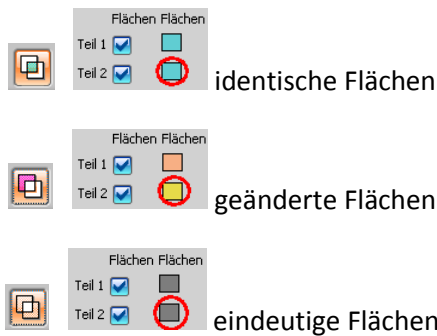 Flächen Flächen
Teil 1
Teil 2
identische Flächen
Flächen Flächen
Teil 1
Teil 2
geänderte Flächen
Flächen Flächen
Teil 1
Teil 2
eindeutige Flächen